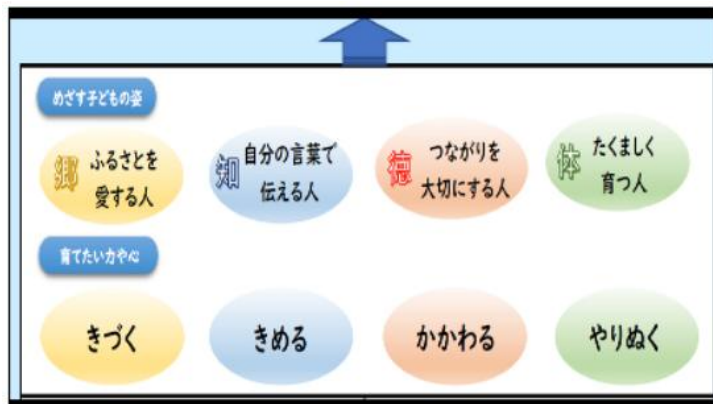 めざす子どもの姿
郷 ふるさとを
愛する人
知 自分の言葉で
伝える人
徳 つながりを
大切にする人
体 たくましく
育つ人
育てたい力や心
きづく
きめる
かかわる
やりぬく